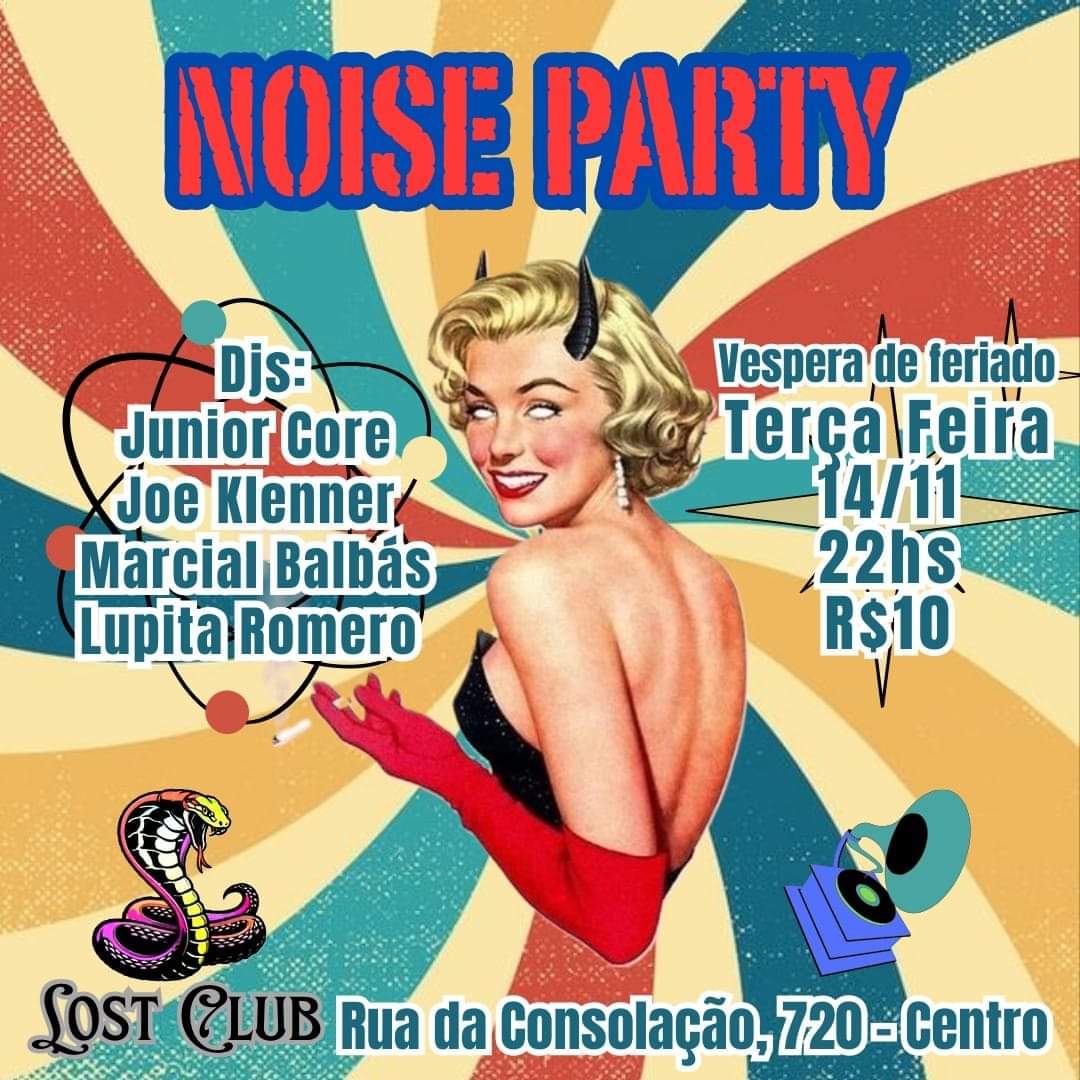 NOISE PARTY
Djs:
Junior Core
Joe Klenner
Marcial Balbás
Lupita Romero
Vespera de feriado
Terça Feira
14/11
22hs
R$10
LOST CLUB
Rua da Consolação, 720 - Centro